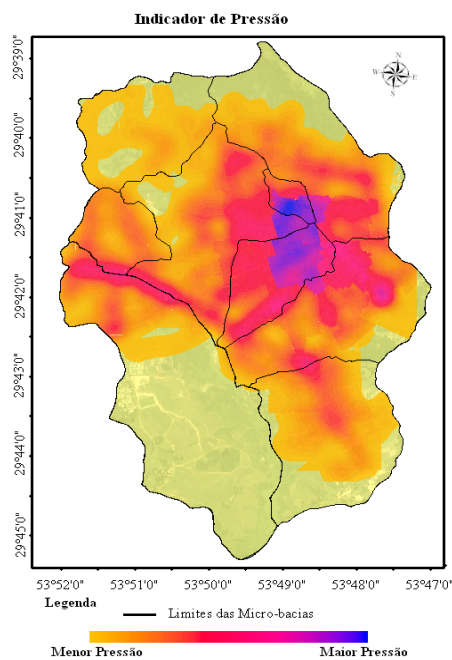 Indicador de Pressão
N
W E
S
29°39'0"
29°40'0"
29°41'0"
29°42'0"
29°43'0"
29°44'0"
29°45'0"
53°52'0" 53°51'0" 53°50'0" 53°49'0" 53°48'0" 53°47'0"
Legenda
Limites das Micro-bacias
Menor Pressão Maior Pressão